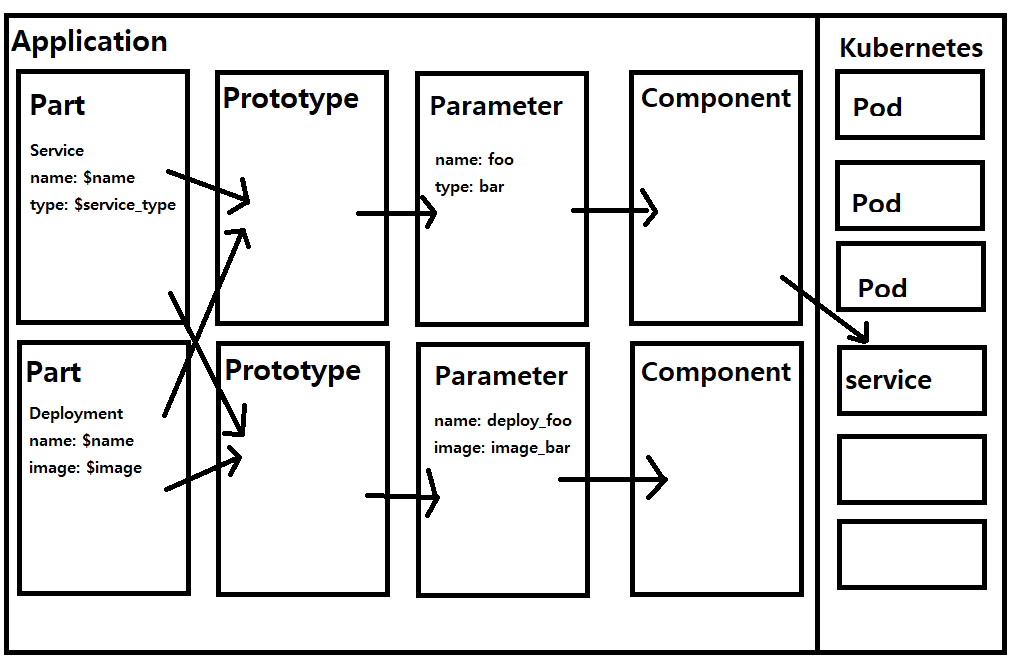 Application
Part
Service
name: $name
type: $service_type
Prototype
Parameter
name: foo
type: bar
Component
Part
Deployment
name: $name
image: $image
Prototype
Parameter
name: deploy_foo
image: image_bar
Component
Kubernetes
Pod
Pod
Pod
service